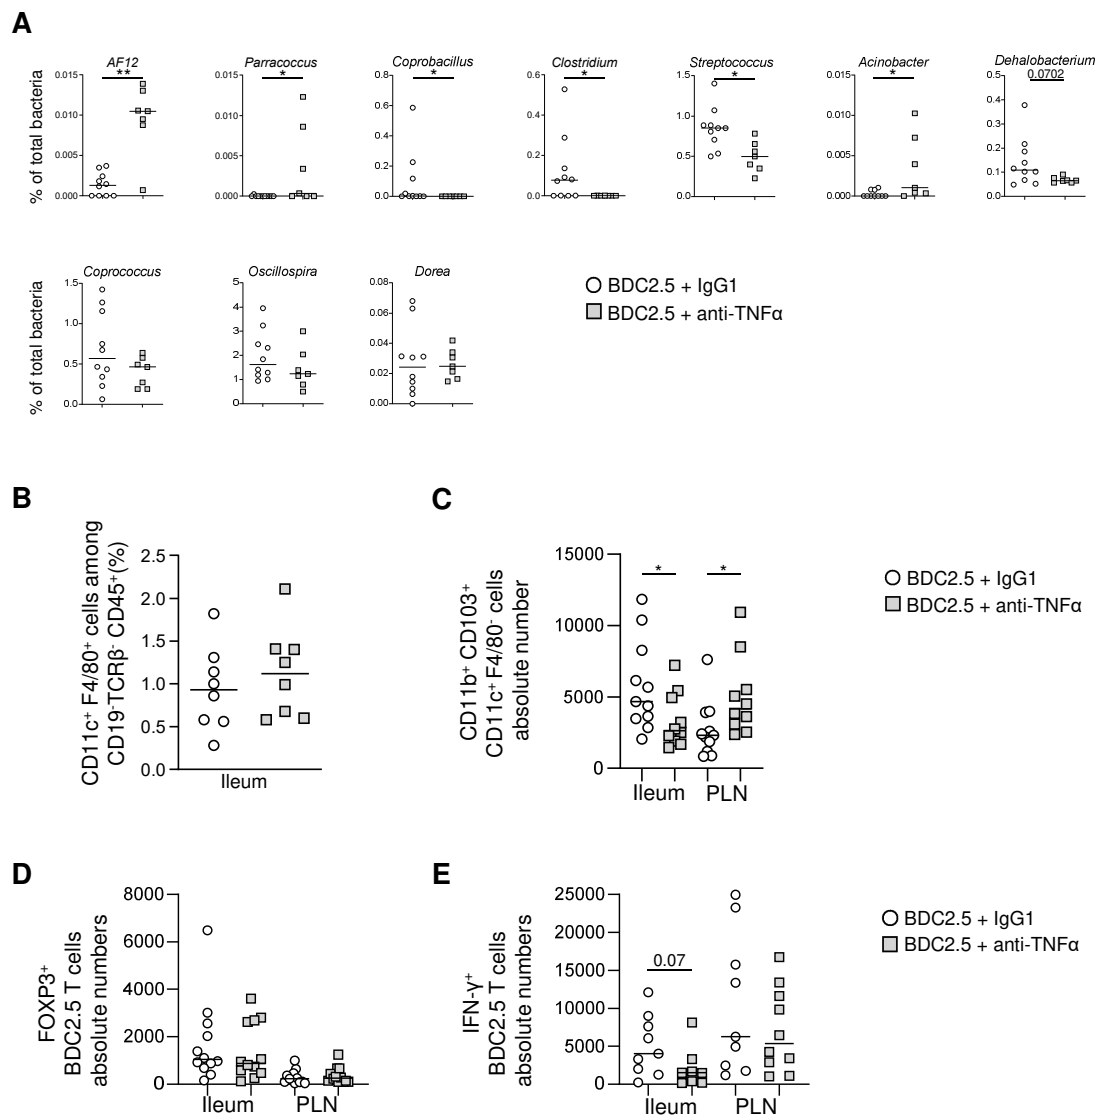 A
AF12
Parracoccus
Coprobacillus
Clostridium
Streptococcus
Acinobacter
Dehalobacterium
% of total bacteria
0.015
0.010
0.005
0.000
**
0.015
0.010
0.005
0.000
*
0.8
0.6
0.4
0.2
0.0
*
0.6
0.4
0.2
0.0
*
1.5
1.0
0.5
0.0
*
0.015
0.010
0.005
0.000
*
0.5
0.4
0.3
0.2
0.1
0.0
0.0702
Coprococcus
Oscillospira
Dorea
% of total bacteria
1.5
1.0
0.5
0.0
5
4
3
2
1
0
0.08
0.06
0.04
0.02
0.00
BDC2.5 + IgG1
BDC2.5 + anti-TNFα
B
CD11c⁺ F4/80⁺ cells among
CD19⁻TCRβ⁻ CD45⁺(%)
2.5
2.0
1.5
1.0
0.5
0.0
Ileum
C
CD11b⁺ CD103⁺
CD11c⁺ F4/80⁻ cells
absolute number
15000
10000
5000
0
*
*
Ileum
PLN
BDC2.5 + IgG1
BDC2.5 + anti-TNFα
D
FOXP3⁺
BDC2.5 T cells
absolute numbers
8000
6000
4000
2000
0
Ileum
PLN
E
IFN-γ⁺
BDC2.5 T cells
absolute numbers
25000
20000
15000
10000
5000
0
0.07
Ileum
PLN
BDC2.5 + IgG1
BDC2.5 + anti-TNFα